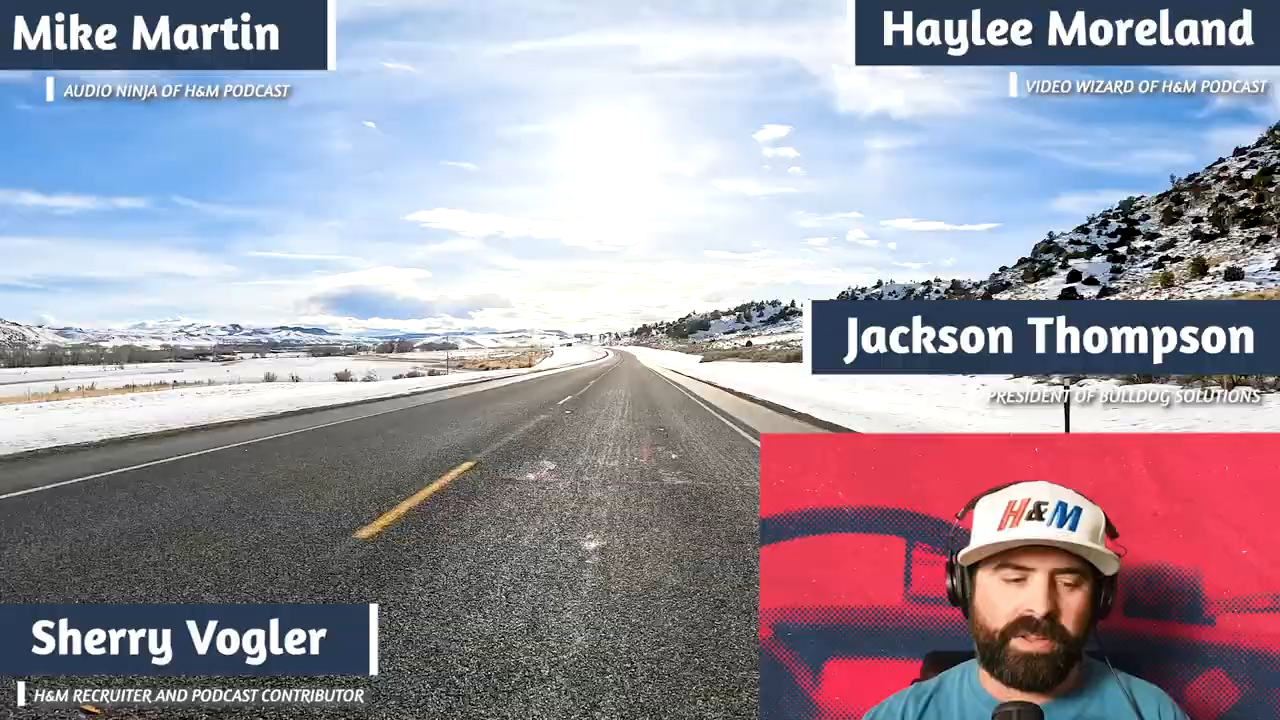 Mike Martin
AUDIO NINJA OF H&M PODCAST
Haylee Moreland
VIDEO WIZARD OF H&M PODCAST
Jackson Thompson
PRESIDENT OF BULLDOG SOLUTIONS
H&M
Sherry Vogler
H&M RECRUITER AND PODCAST CONTRIBUTOR